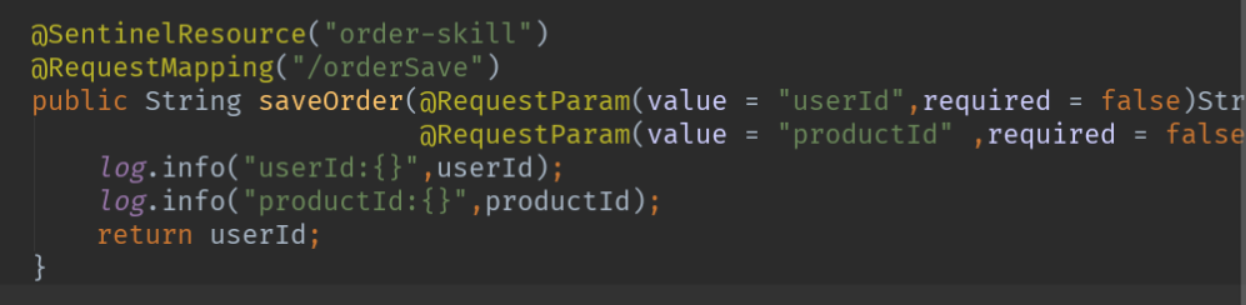 @SentinelResource("order-skill")
@RequestMapping("/orderSave")
public String saveOrder(@RequestParam(value = "userId",required = false)Str
@RequestParam(value = "productId" ,required = false
log.info("userId:{}",userId);
log.info("productId:{}",productId);
return userId;
}